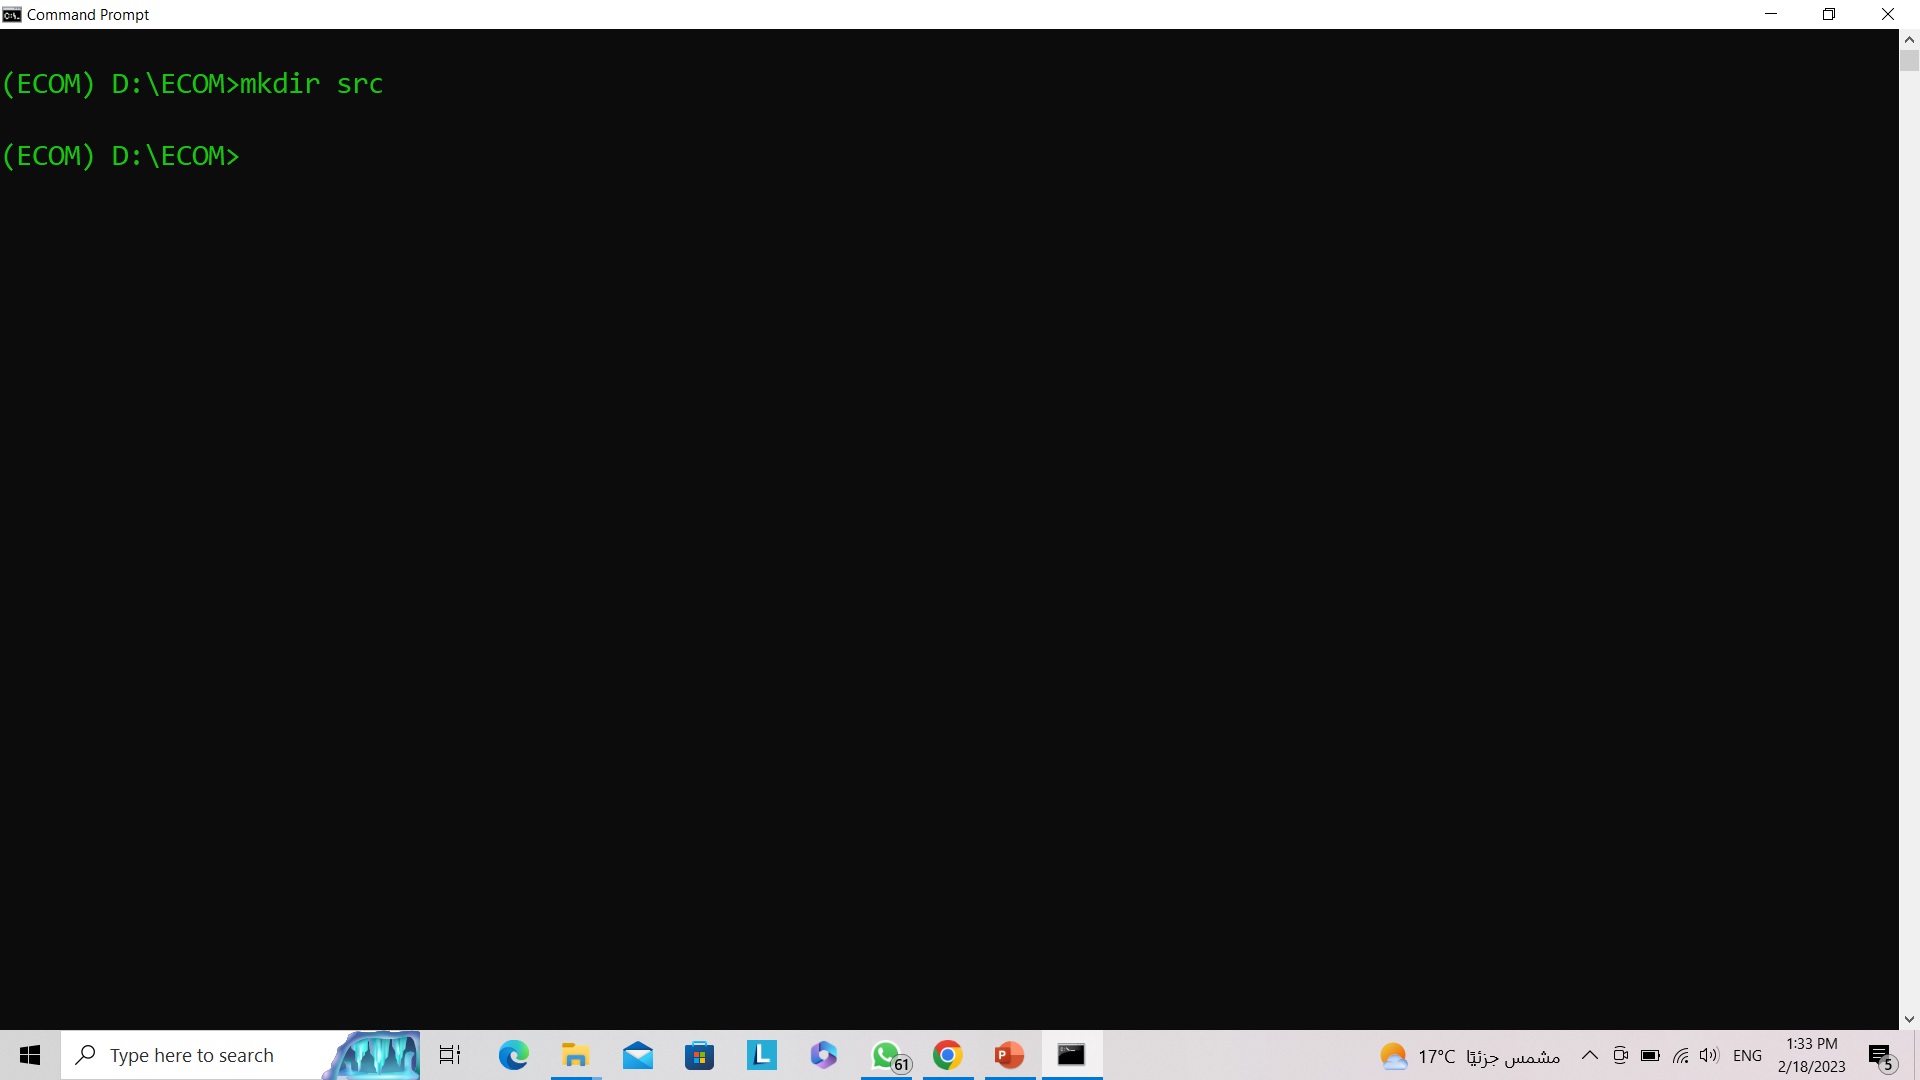 Command Prompt
(ECOM) D:\ECOM>mkdir src
(ECOM) D:\ECOM>
Type here to search
L
61
P
17°C مشمس جزئيًا
ENG
1:33 PM
2/18/2023
5